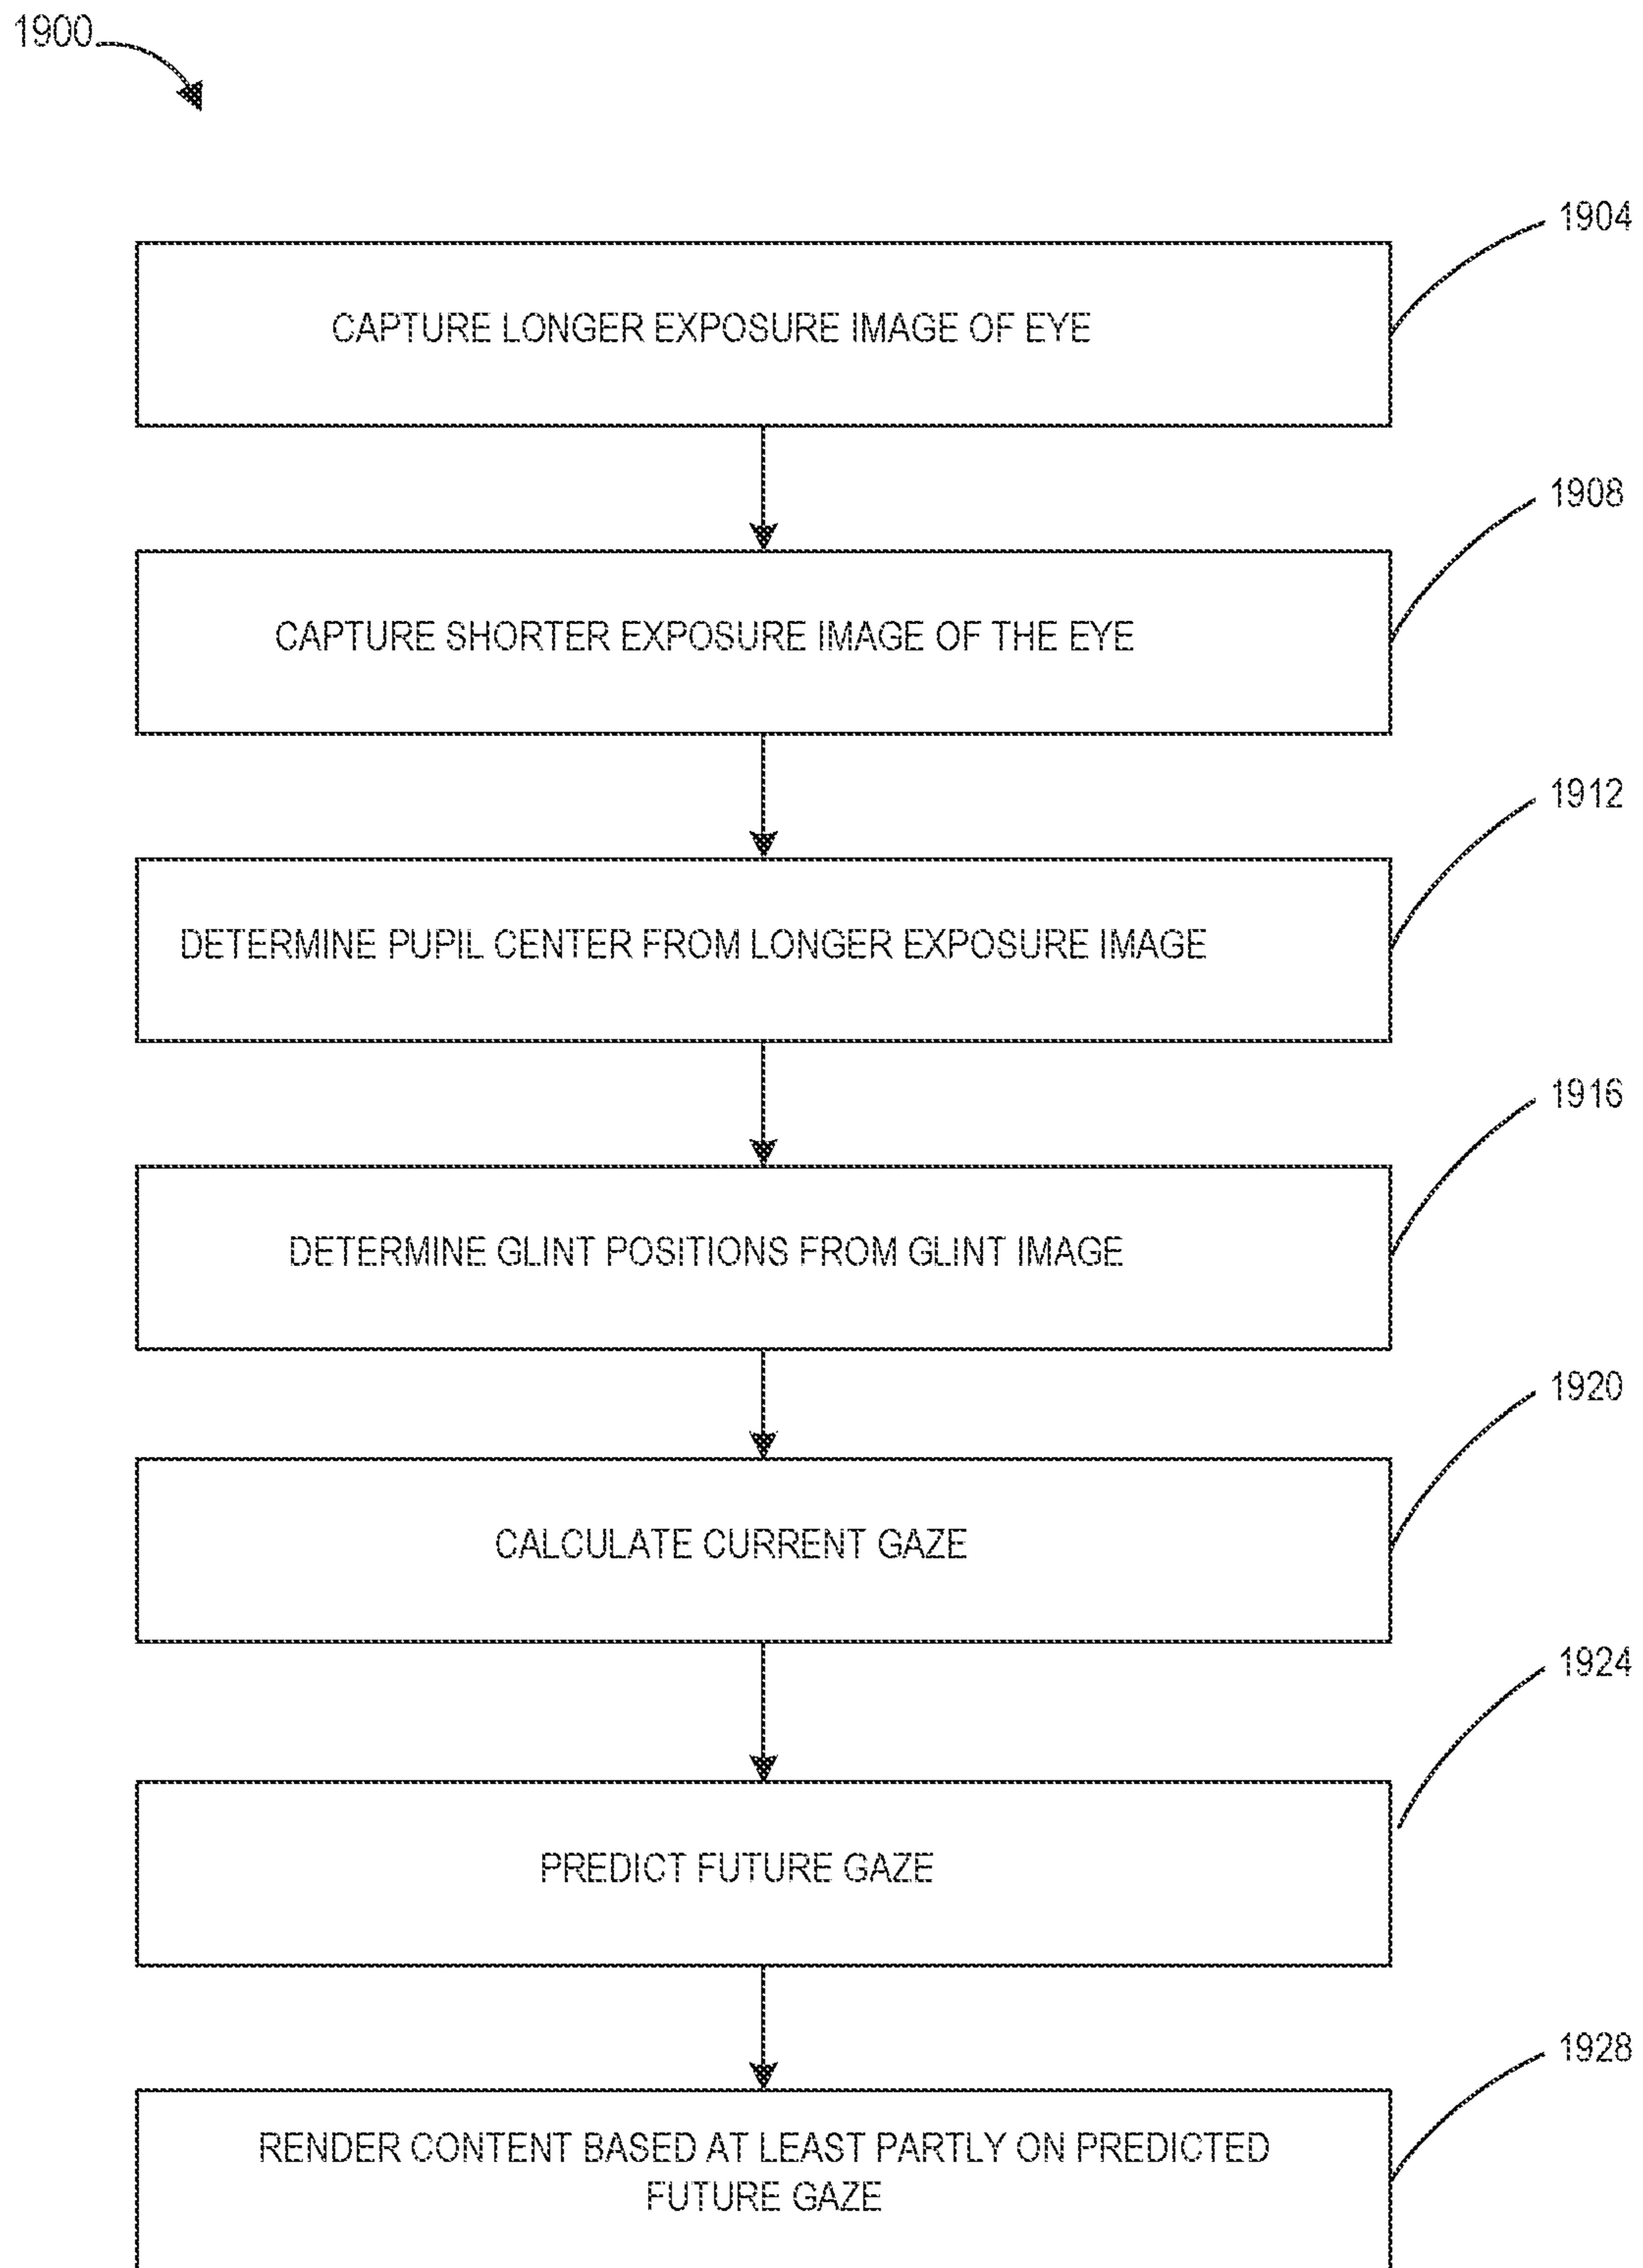 1900
1904
CAPTURE LONGER EXPOSURE IMAGE OF EYE
1908
CAPTURE SHORTER EXPOSURE IMAGE OF THE EYE
1912
DETERMINE PUPIL CENTER FROM LONGER EXPOSURE IMAGE
1916
DETERMINE GLINT POSITIONS FROM GLINT IMAGE
1920
CALCULATE CURRENT GAZE
1924
PREDICT FUTURE GAZE
1928
RENDER CONTENT BASED AT LEAST PARTLY ON PREDICTED
FUTURE GAZE